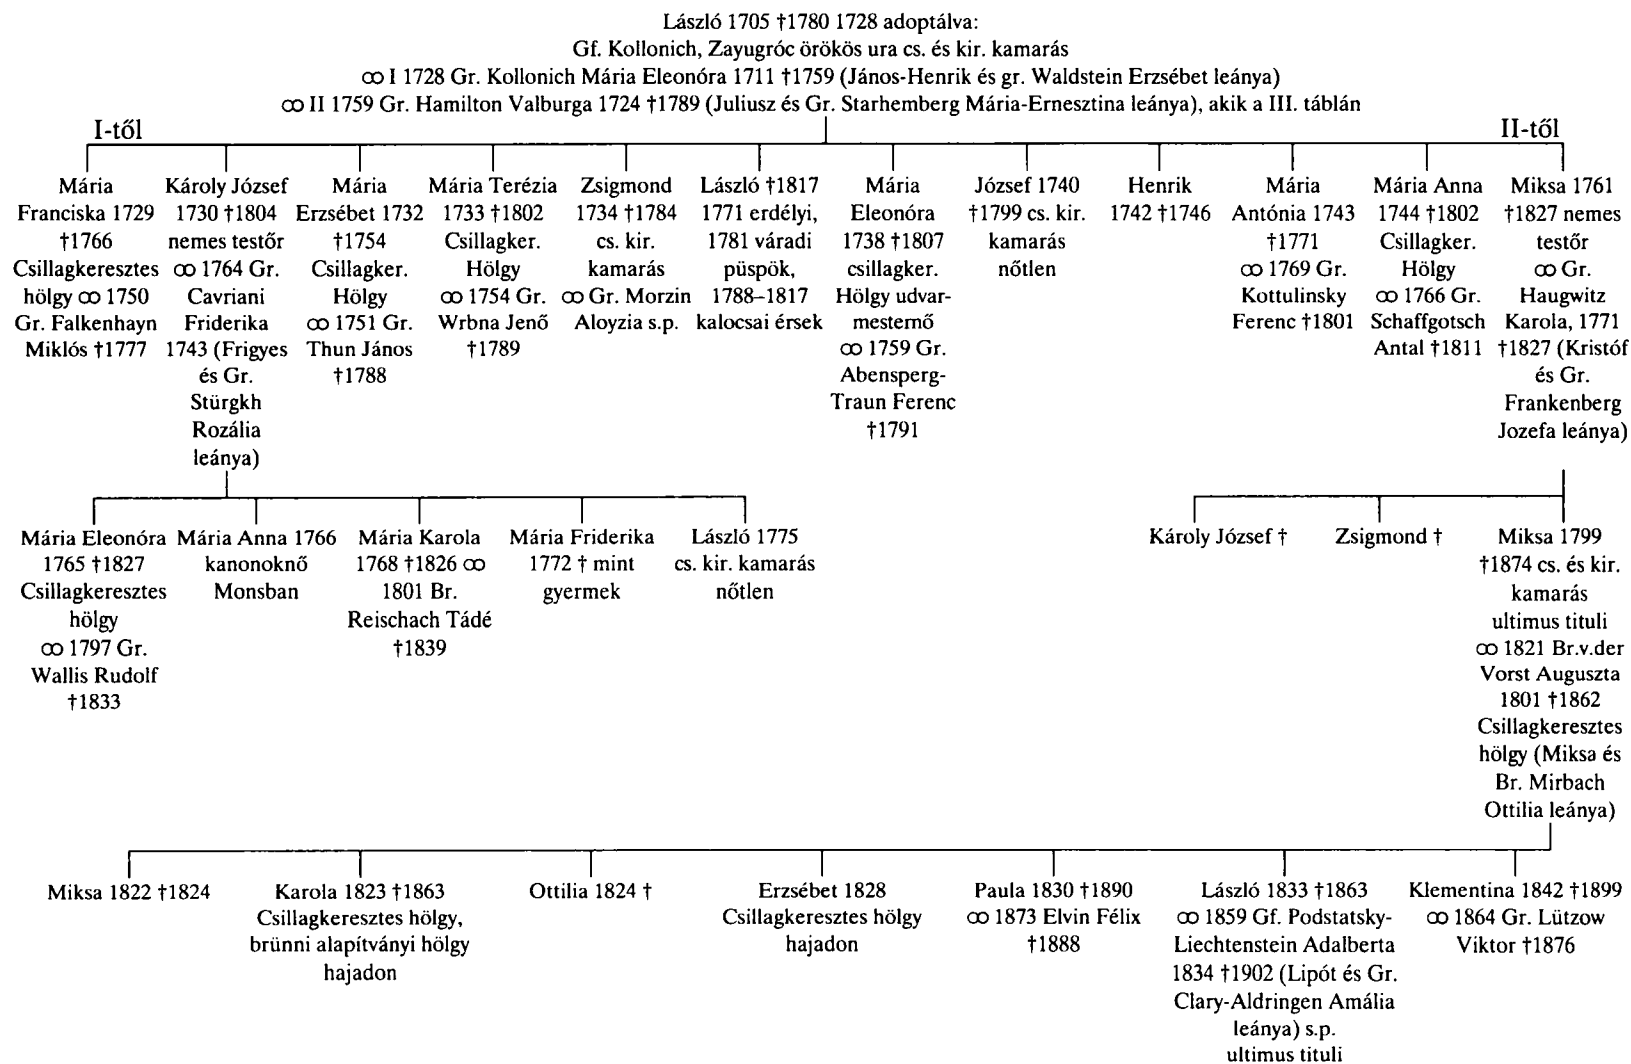 László 1705 †1780 1728 adoptálva:
Gf. Kollonich, Zayugróc örökös ura cs. és kir. kamarás
∞ I 1728 Gr. Kollonich Mária Eleonóra 1711 †1759 (János-Henrik és gr. Waldstein Erzsébet leánya)
∞ II 1759 Gr. Hamilton Valburga 1724 †1789 (Juliusz és Gr. Starhemberg Mária-Ernesztina leánya), akik a III. táblán
I-től
II-től
Mária
Franciska 1729
†1766
Csillagkeresztes
hölgy ∞ 1750
Gr. Falkenhayn
Miklós †1777
Károly József
1730 †1804
nemes testőr
∞ 1764 Gr.
Cavriani
Friderika
1743 (Frigyes
és Gr.
Stürgkh
Rozália
leánya)
Mária
Erzsébet 1732
†1754
Csillagker.
Hölgy
∞ 1751 Gr.
Thun János
†1788
Mária Terézia
1733 †1802
Csillagker.
Hölgy
∞ 1754 Gr.
Wrbna Jenő
†1789
Zsigmond
1734 †1784
cs. kir.
kamarás
∞ Gr. Morzin
Aloyzia s.p.
László †1817
1771 erdélyi,
1781 váradi
püspök,
1788–1817
kalocsai érsek
Mária
Eleonóra
1738 †1807
csillagker.
Hölgy udvar-
mesternő
∞ 1759 Gr.
Abensperg-
Traun Ferenc
†1791
József 1740
†1799 cs. kir.
kamarás
nőtlen
Henrik
1742 †1746
Mária
Antónia 1743
†1771
∞ 1769 Gr.
Kottulinsky
Ferenc †1801
Mária Anna
1744 †1802
Csillagker.
Hölgy
∞ 1766 Gr.
Schaffgotsch
Antal †1811
Miksa 1761
†1827 nemes
testőr
∞ Gr.
Haugwitz
Karola, 1771
†1827 (Kristóf
és Gr.
Frankenberg
Jozefa leánya)
Mária Eleonóra
1765 †1827
Csillagkeresztes
hölgy
∞ 1797 Gr.
Wallis Rudolf
†1833
Mária Anna 1766
kanonoknő
Monsban
Mária Karola
1768 †1826 ∞
1801 Br.
Reischach Tádé
†1839
Mária Friderika
1772 † mint
gyermek
László 1775
cs. kir. kamarás
nőtlen
Károly József †
Zsigmond †
Miksa 1799
†1874 cs. és kir.
kamarás
ultimus tituli
∞ 1821 Br.v.der
Vorst Auguszta
1801 †1862
Csillagkeresztes
hölgy (Miksa és
Br. Mirbach
Ottilia leánya)
Miksa 1822 †1824
Karola 1823 †1863
Csillagkeresztes hölgy,
brünni alapítványi hölgy
hajadon
Ottilia 1824 †
Erzsébet 1828
Csillagkeresztes hölgy
hajadon
Paula 1830 †1890
∞ 1873 Elvin Félix
†1888
László 1833 †1863
∞ 1859 Gf. Podstatsky-
Liechtenstein Adalberta
1834 †1902 (Lipót és Gr.
Clary-Aldringen Amália
leánya) s.p.
ultimus tituli
Klementina 1842 †1899
∞ 1864 Gr. Lützow
Viktor †1876